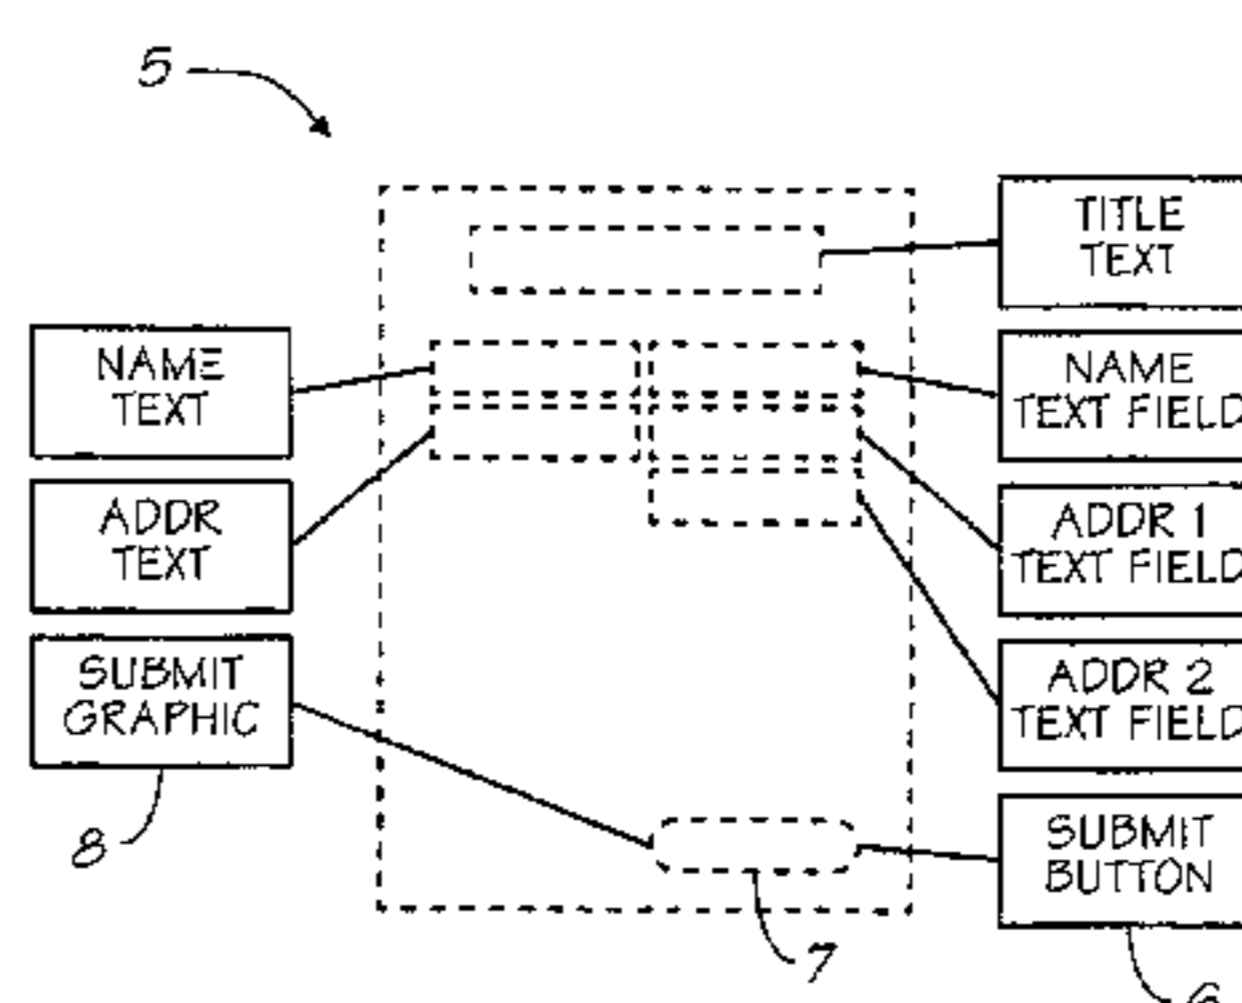 5
TITLE
TEXT
NAME
TEXT
NAME
TEXT FIELD
ADDR
TEXT
ADDR 1
TEXT FIELD
SUBMIT
GRAPHIC
ADDR 2
TEXT FIELD
8
SUBMIT
BUTTON
7
6